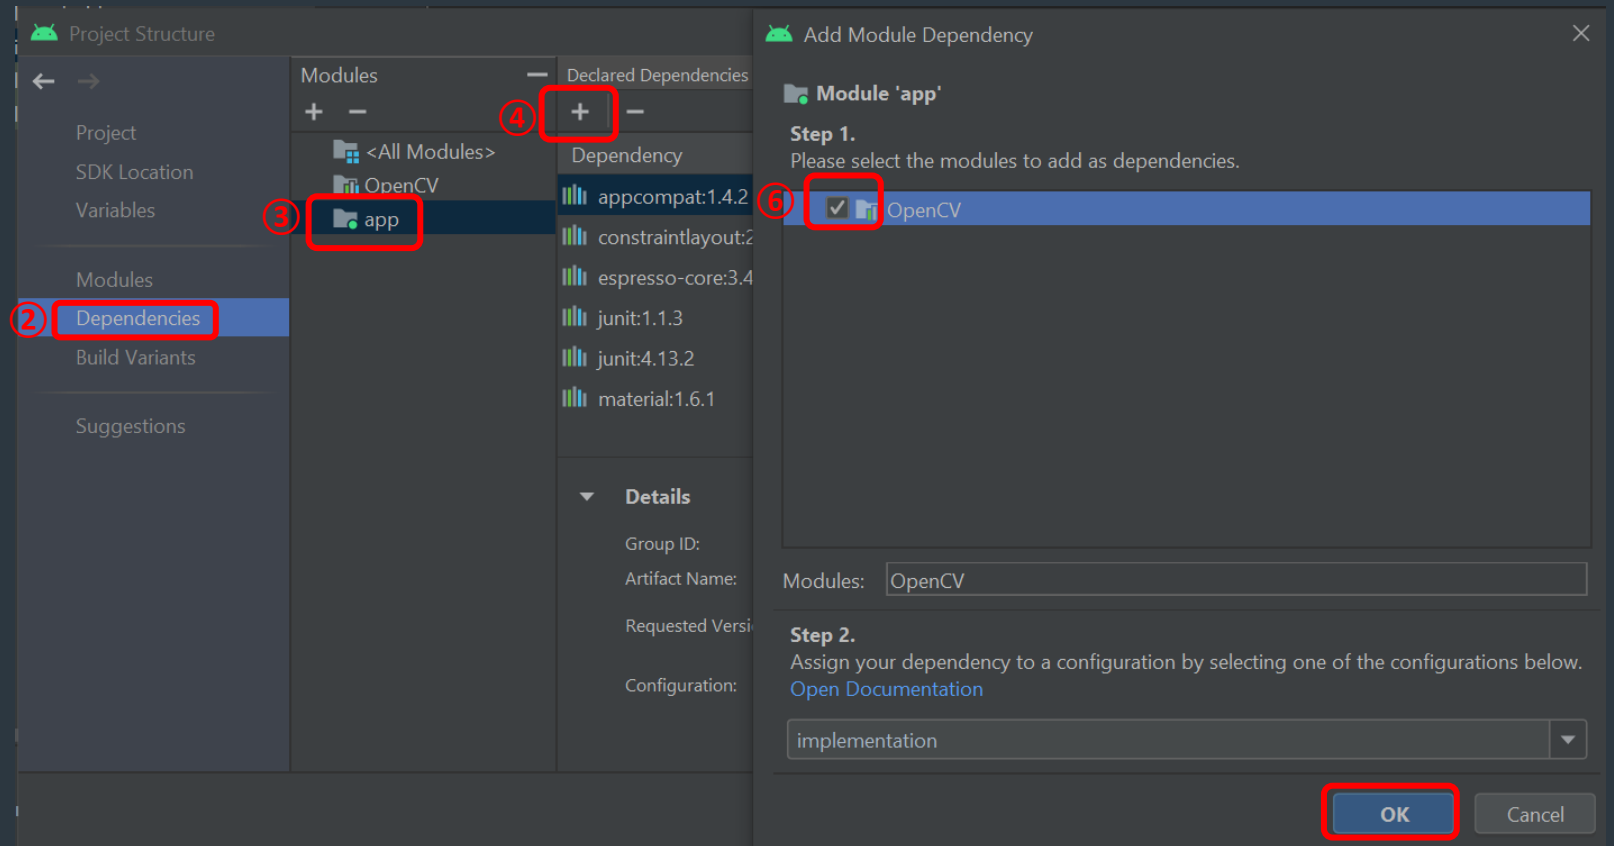 Project Structure
Project
SDK Location
Variables
Modules
② Dependencies
Build Variants
Suggestions
Modules
<All Modules>
OpenCV
③ app
Declared Dependencies
④
Dependency
appcompat:1.4.2
constraintlayout:2
espresso-core:3.4
junit:1.1.3
junit:4.13.2
material:1.6.1
Details
Group ID:
Artifact Name:
Requested Versi
Configuration:
Add Module Dependency
Module 'app'
Step 1.
Please select the modules to add as dependencies.
⑥ OpenCV
Modules: OpenCV
Step 2.
Assign your dependency to a configuration by selecting one of the configurations below.
Open Documentation
implementation
OK Cancel